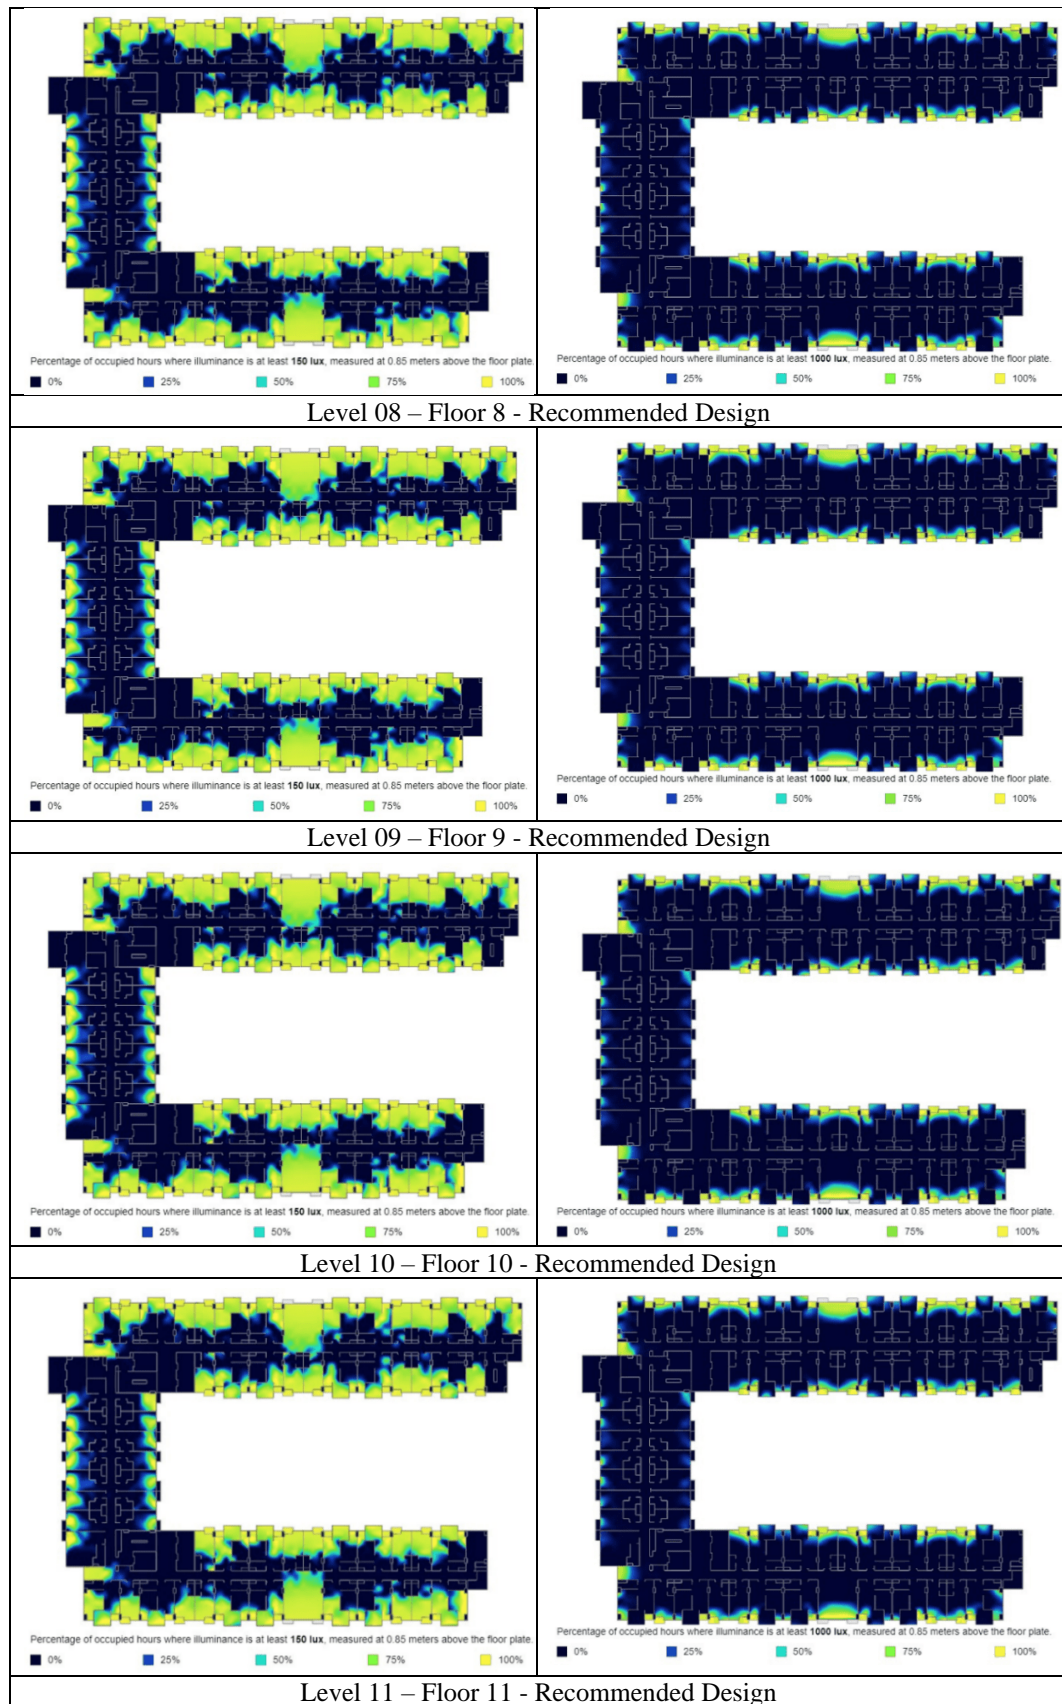 Percentage of occupied hours where illuminance is at least 150 lux, measured at 0.85 meters above the floor plate.
0% 25% 50% 75% 100%
Percentage of occupied hours where illuminance is at least 1000 lux, measured at 0.85 meters above the floor plate.
0% 25% 50% 75% 100%
Level 08 – Floor 8 - Recommended Design
Percentage of occupied hours where illuminance is at least 150 lux, measured at 0.85 meters above the floor plate.
0% 25% 50% 75% 100%
Percentage of occupied hours where illuminance is at least 1000 lux, measured at 0.85 meters above the floor plate.
0% 25% 50% 75% 100%
Level 09 – Floor 9 - Recommended Design
Percentage of occupied hours where illuminance is at least 150 lux, measured at 0.85 meters above the floor plate.
0% 25% 50% 75% 100%
Percentage of occupied hours where illuminance is at least 1000 lux, measured at 0.85 meters above the floor plate.
0% 25% 50% 75% 100%
Level 10 – Floor 10 - Recommended Design
Percentage of occupied hours where illuminance is at least 150 lux, measured at 0.85 meters above the floor plate.
0% 25% 50% 75% 100%
Percentage of occupied hours where illuminance is at least 1000 lux, measured at 0.85 meters above the floor plate.
0% 25% 50% 75% 100%
Level 11 – Floor 11 - Recommended Design